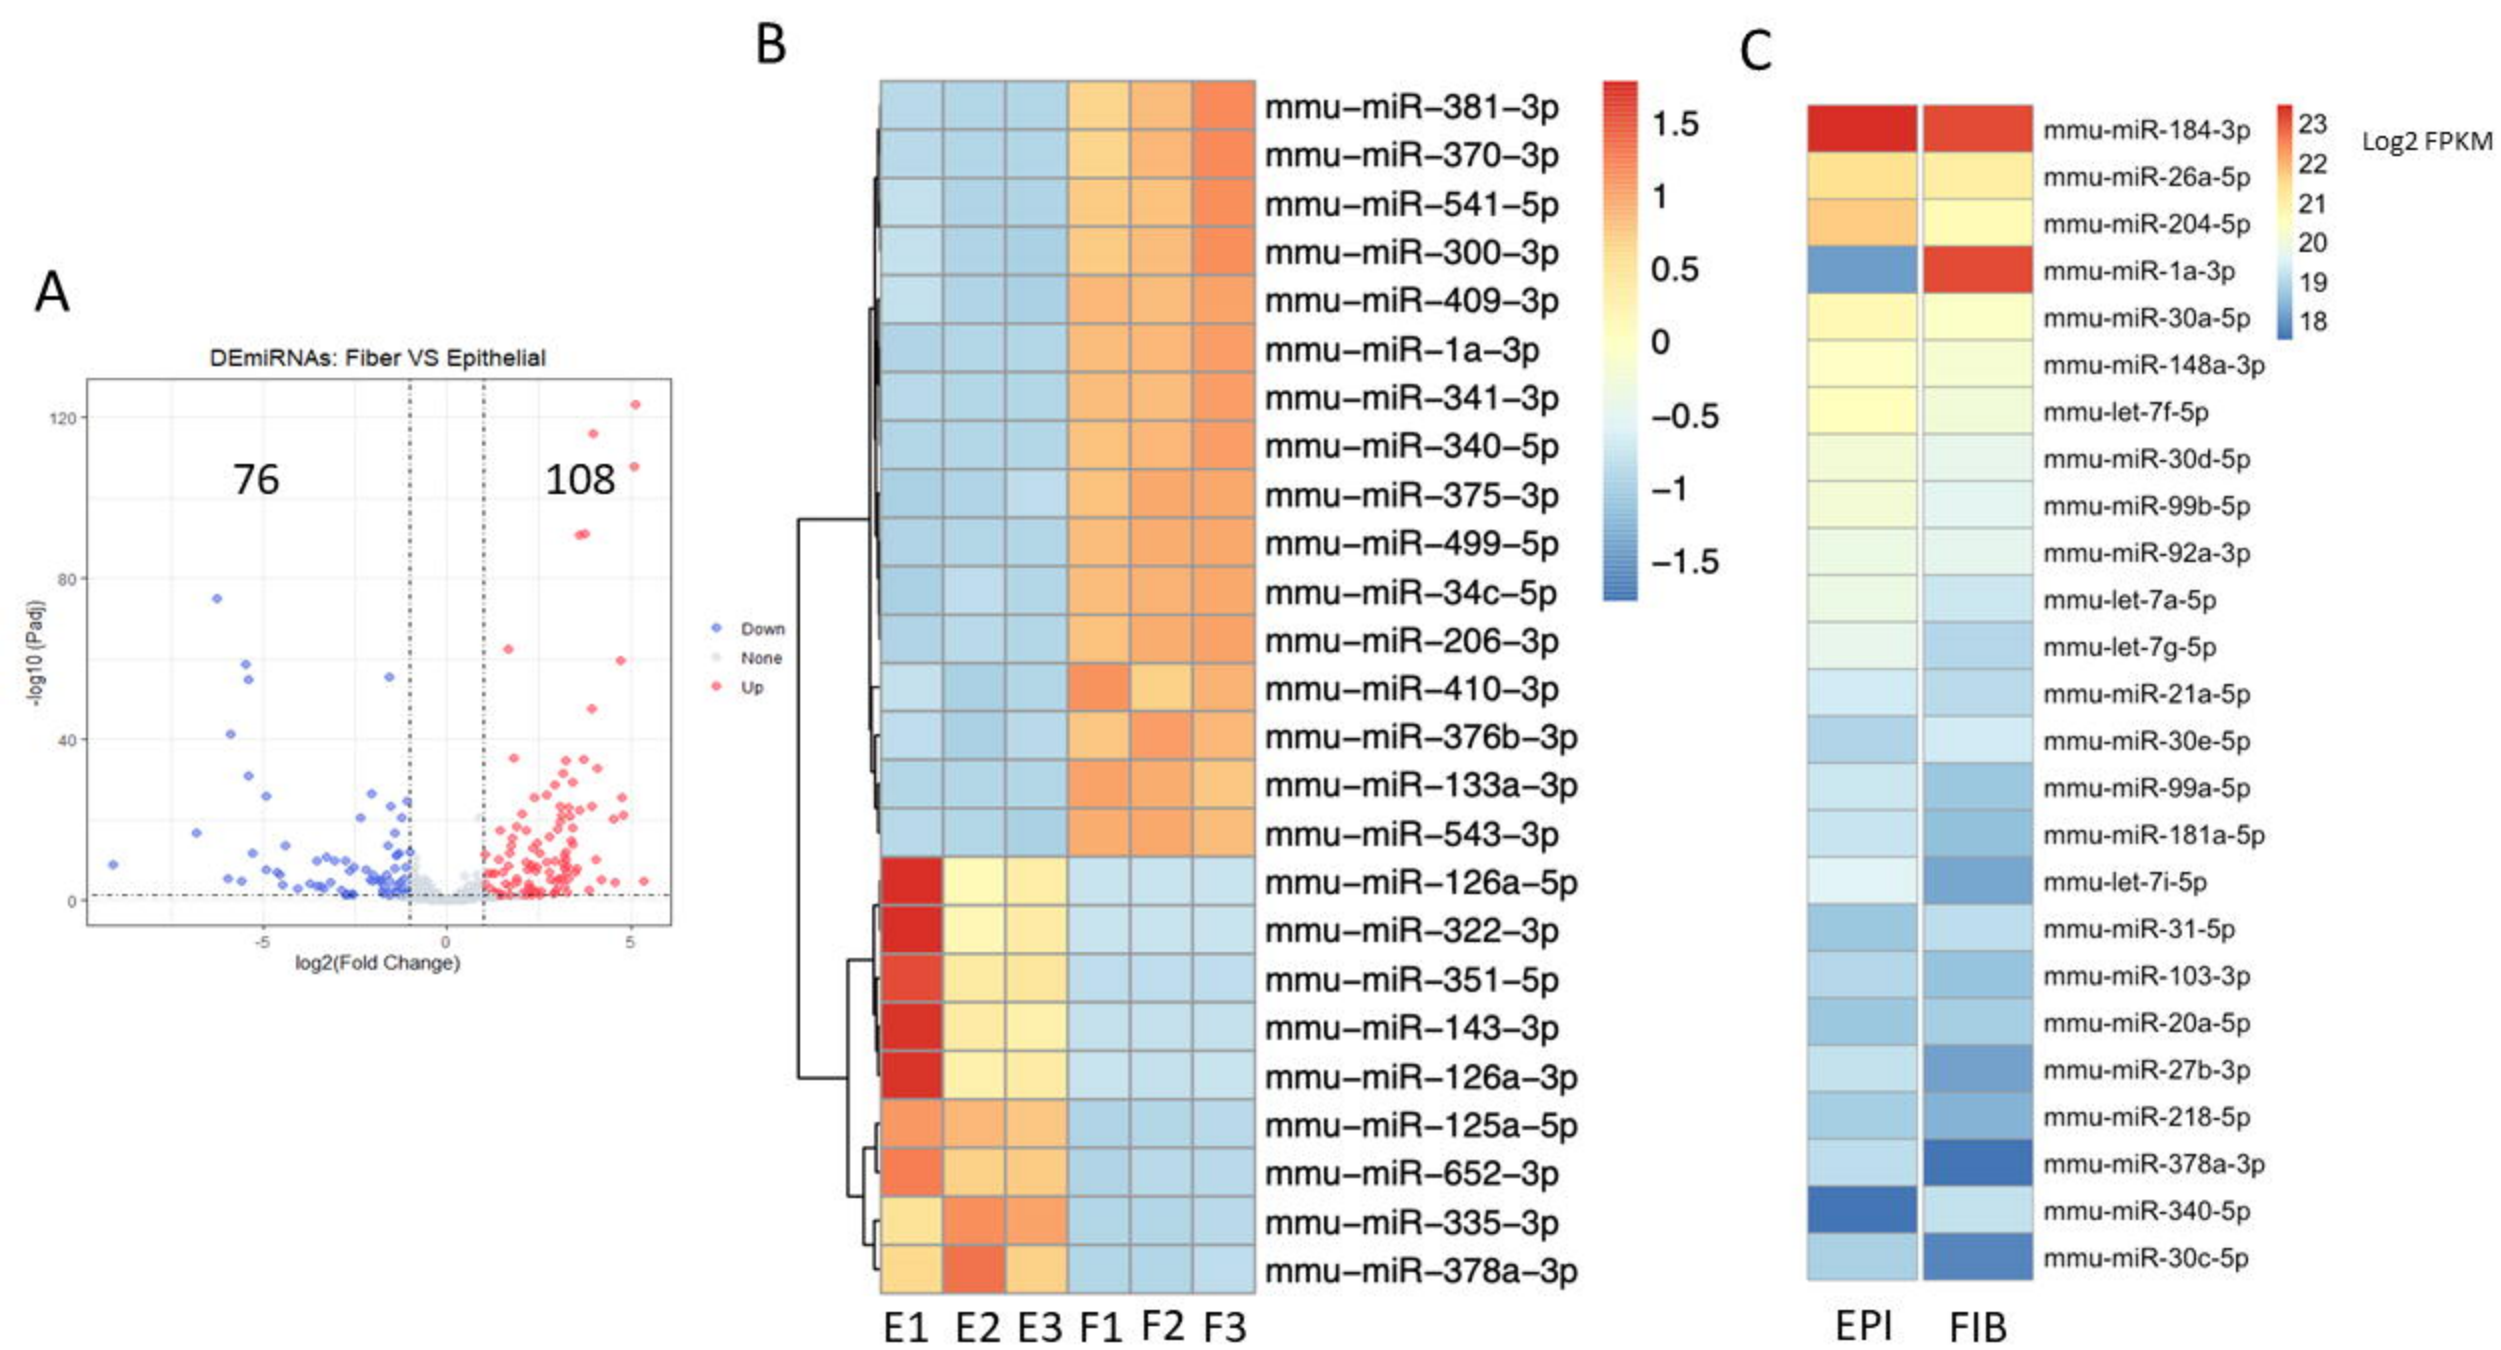 A
DEmiRNAs: Fiber VS Epithelial
120
80
40
0
-log10 (Padj)
76
108
-5
0
5
log2(Fold Change)
Down
None
Up
B
mmu-miR-381-3p
mmu-miR-370-3p
mmu-miR-541-5p
mmu-miR-300-3p
mmu-miR-409-3p
mmu-miR-1a-3p
mmu-miR-341-3p
mmu-miR-340-5p
mmu-miR-375-3p
mmu-miR-499-5p
mmu-miR-34c-5p
mmu-miR-206-3p
mmu-miR-410-3p
mmu-miR-376b-3p
mmu-miR-133a-3p
mmu-miR-543-3p
mmu-miR-126a-5p
mmu-miR-322-3p
mmu-miR-351-5p
mmu-miR-143-3p
mmu-miR-126a-3p
mmu-miR-125a-5p
mmu-miR-652-3p
mmu-miR-335-3p
mmu-miR-378a-3p
E1 E2 E3 F1 F2 F3
1.5
1
0.5
0
-0.5
-1
-1.5
C
mmu-miR-184-3p
mmu-miR-26a-5p
mmu-miR-204-5p
mmu-miR-1a-3p
mmu-miR-30a-5p
mmu-miR-148a-3p
mmu-let-7f-5p
mmu-miR-30d-5p
mmu-miR-99b-5p
mmu-miR-92a-3p
mmu-let-7a-5p
mmu-let-7g-5p
mmu-miR-21a-5p
mmu-miR-30e-5p
mmu-miR-99a-5p
mmu-miR-181a-5p
mmu-let-7i-5p
mmu-miR-31-5p
mmu-miR-103-3p
mmu-miR-20a-5p
mmu-miR-27b-3p
mmu-miR-218-5p
mmu-miR-378a-3p
mmu-miR-340-5p
mmu-miR-30c-5p
EPI FIB
23
22
21
20
19
18
Log2 FPKM